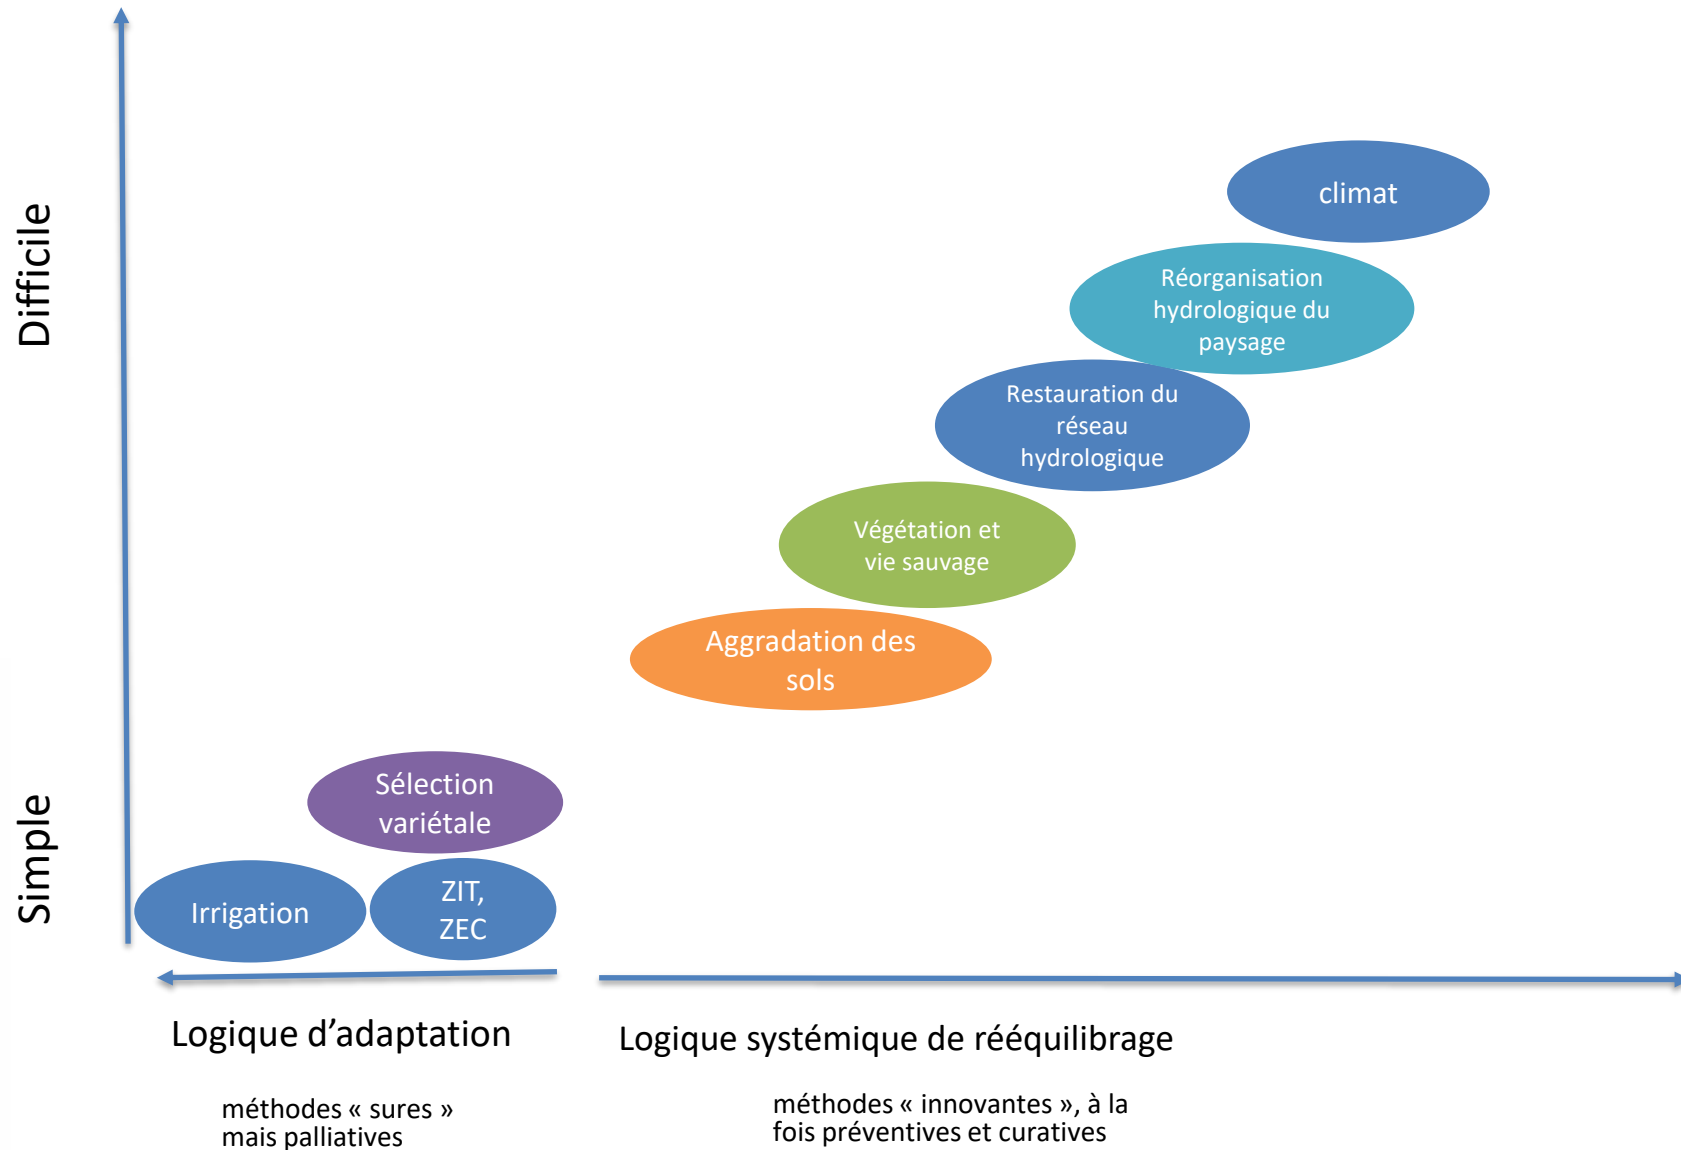 Difficile
Simple
climat
Réorganisation
hydrologique du
paysage
Restauration du
réseau
hydrologique
Végétation et
vie sauvage
Aggradation des
sols
Sélection
variétale
Irrigation
ZIT,
ZEC
Logique d’adaptation
méthodes « sures »
mais palliatives
Logique systémique de rééquilibrage
méthodes « innovantes », à la
fois préventives et curatives